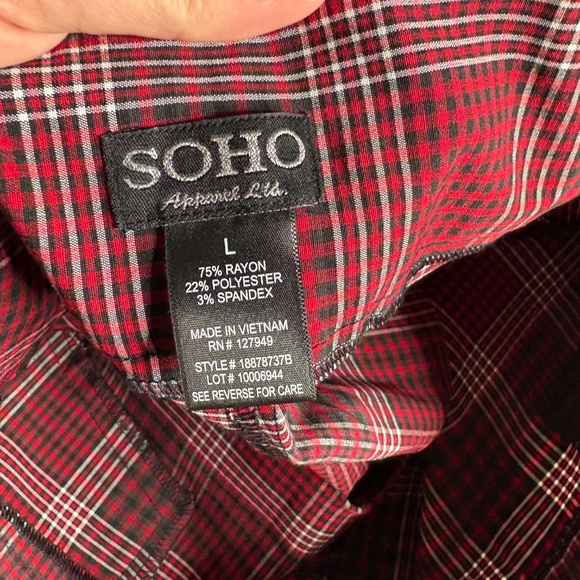 SOHO
Apparel Ltd.
L
75% RAYON
22% POLYESTER
3% SPANDEX
MADE IN VIETNAM
RN# 127949
STYLE# 18878737B
LOT# 10006944
SEE REVERSE FOR CARE